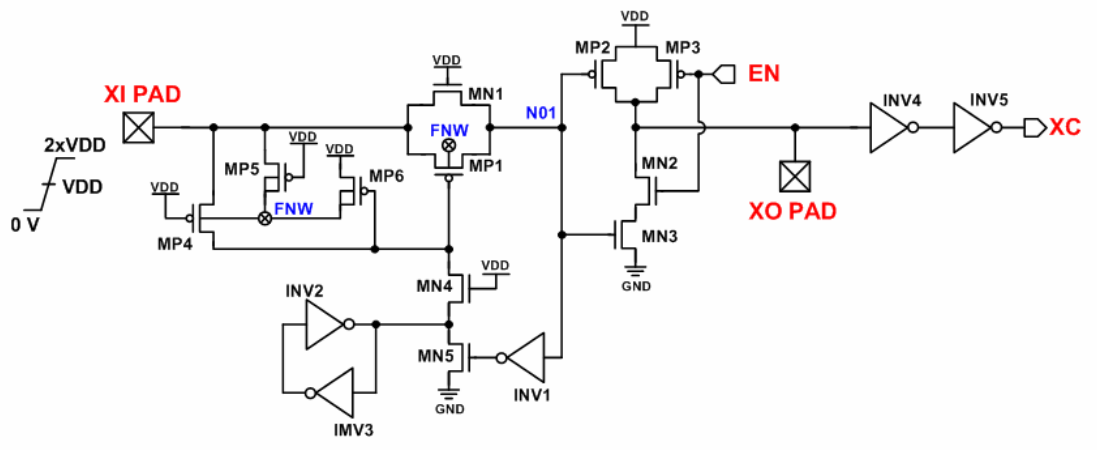 VDD
MP2
MP3
VDD
EN
XI PAD
MN1
INV4
INV5
N01
FNW
VDD
XC
2xVDD
VDD
MP5
MP1
MN2
VDD
MP6
VDD
FNW
XO PAD
0 V
MP4
MN3
VDD
GND
INV2
MN4
MN5
INV1
GND
IMV3